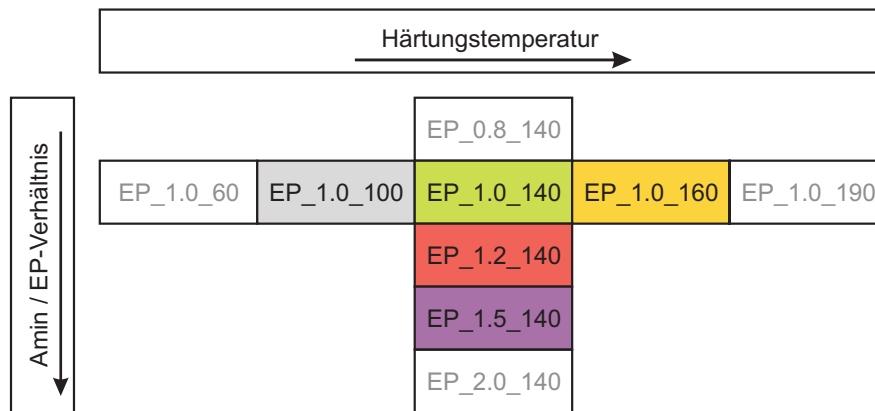 Härtungstemperatur
Amin / EP-Verhältnis
EP_0.8_140
EP_1.0_60 EP_1.0_100 EP_1.0_140 EP_1.0_160 EP_1.0_190
EP_1.2_140
EP_1.5_140
EP_2.0_140